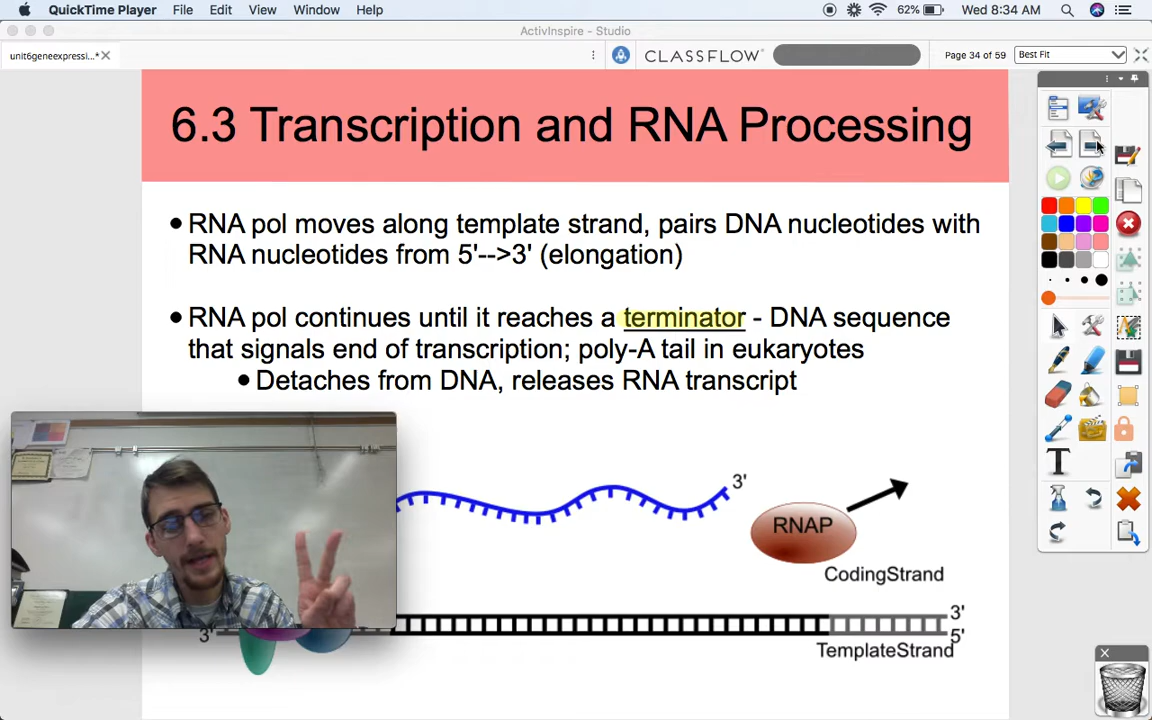 QuickTime Player File Edit View Window Help 62% Wed 8:34 AM
ActivInspire - Studio
unit6geneexpressi...* CLASSFLOW Page 34 of 59 Best Fit
6.3 Transcription and RNA Processing
• RNA pol moves along template strand, pairs DNA nucleotides with
RNA nucleotides from 5'-->3' (elongation)
• RNA pol continues until it reaches a terminator - DNA sequence
that signals end of transcription; poly-A tail in eukaryotes
• Detaches from DNA, releases RNA transcript
3'
RNAP
CodingStrand
3'
3'
5'
TemplateStrand
T